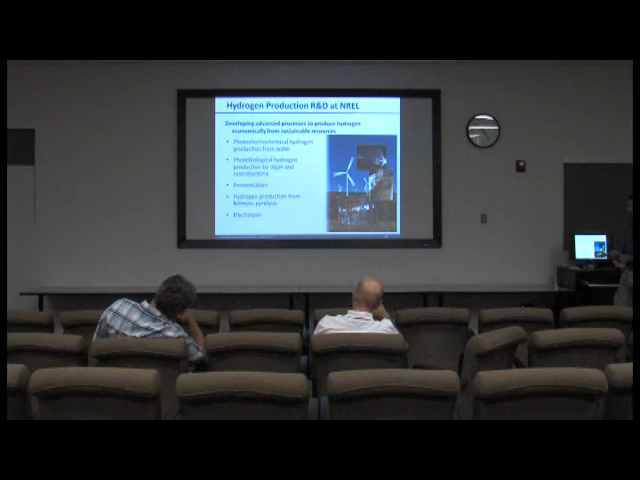 Hydrogen Production R&D at NREL
Developing advanced processes to produce hydrogen
economically from sustainable resources
• Photoelectrochemical hydrogen
production from water
• Photobiological hydrogen
production by algae and
cyanobacteria
• Fermentation
• Hydrogen production from
biomass pyrolysis
• Electrolysis